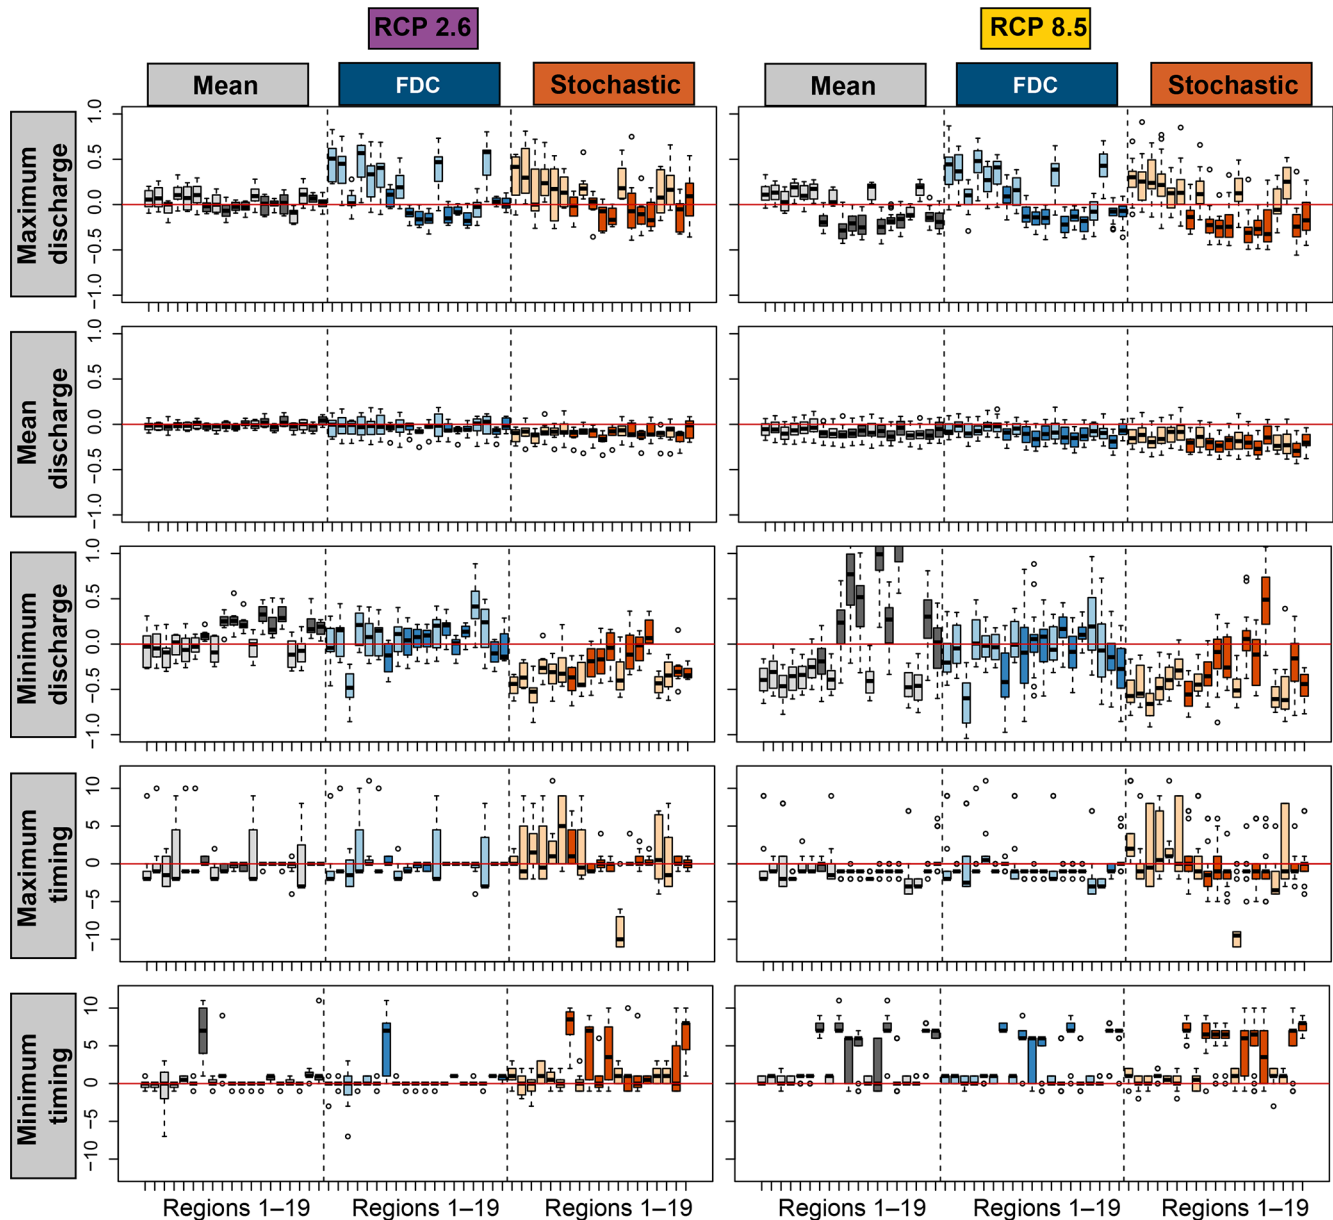 RCP 2.6
RCP 8.5
Mean
FDC
Stochastic
Mean
FDC
Stochastic
Maximum
discharge
1.0
0.5
0.0
−0.5
−1.0
Mean
discharge
1.0
0.5
0.0
−0.5
−1.0
Minimum
discharge
1.0
0.5
0.0
−0.5
−1.0
Maximum
timing
10
5
0
−5
−10
Minimum
timing
10
5
0
−5
−10
Regions 1–19
Regions 1–19
Regions 1–19
Regions 1–19
Regions 1–19
Regions 1–19